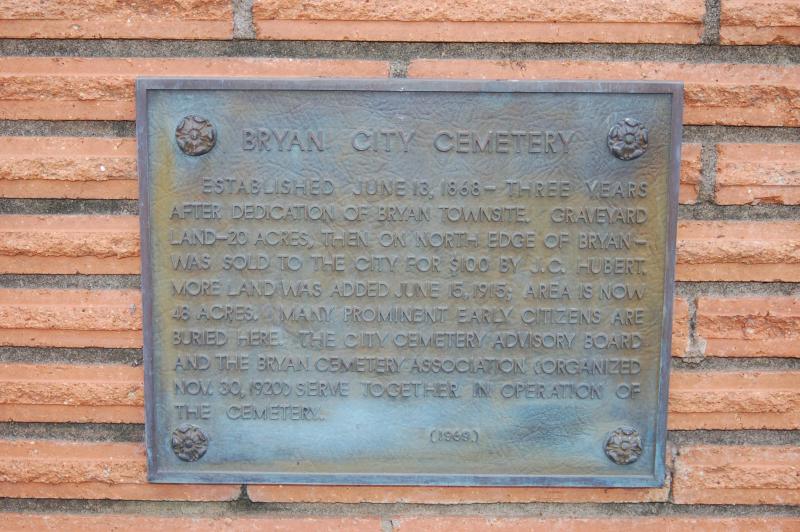 BRYAN CITY CEMETERY
ESTABLISHED JUNE 13, 1868 – THREE YEARS
AFTER DEDICATION OF BRYAN TOWNSITE. GRAVEYARD
LAND–20 ACRES, THEN ON NORTH EDGE OF BRYAN–
WAS SOLD TO THE CITY FOR $100 BY J.C. HUBERT.
MORE LAND WAS ADDED JUNE 15, 1915; AREA IS NOW
48 ACRES. MANY PROMINENT EARLY CITIZENS ARE
BURIED HERE. THE CITY CEMETERY ADVISORY BOARD
AND THE BRYAN CEMETERY ASSOCIATION (ORGANIZED
NOV. 30, 1920) SERVE TOGETHER IN OPERATION OF
THE CEMETERY.
(1969)